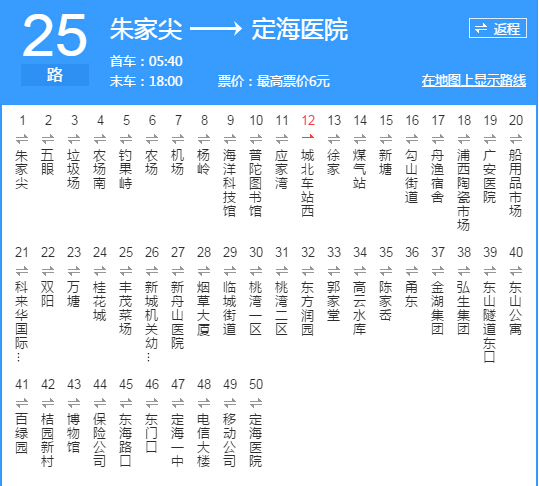 25
路
朱家尖 定海医院
首车：05:40
末车：18:00 票价：最高票价6元
返程
在地图上显示路线
1 2 3 4 5 6 7 8 9 10 11 12 13 14 15 16 17 18 19 20
朱家尖
五眼
垃圾场
农场南
钓果峙
农场
机场
杨岭
海洋科技馆
普陀图书馆
应家湾
城北车站西
徐家
煤气站
新塘
勾山街道
舟渔宿舍
浦西陶瓷市场
广安医院
船用品市场
21 22 23 24 25 26 27 28 29 30 31 32 33 34 35 36 37 38 39 40
科来华国际…
双阳
万塘
桂花城
丰茂菜场
新城机关幼…
新舟山医院
烟草大厦
临城街道
桃湾一区
桃湾二区
东方润园
郭家堂
高云水库
陈家岙
甬东
金湖集团
弘生集团
东山隧道东口
东山公寓
41 42 43 44 45 46 47 48 49 50
百绿园
桔园新村
博物馆
保险公司
东海路口
东门口
定海一中
电信大楼
移动公司
定海医院